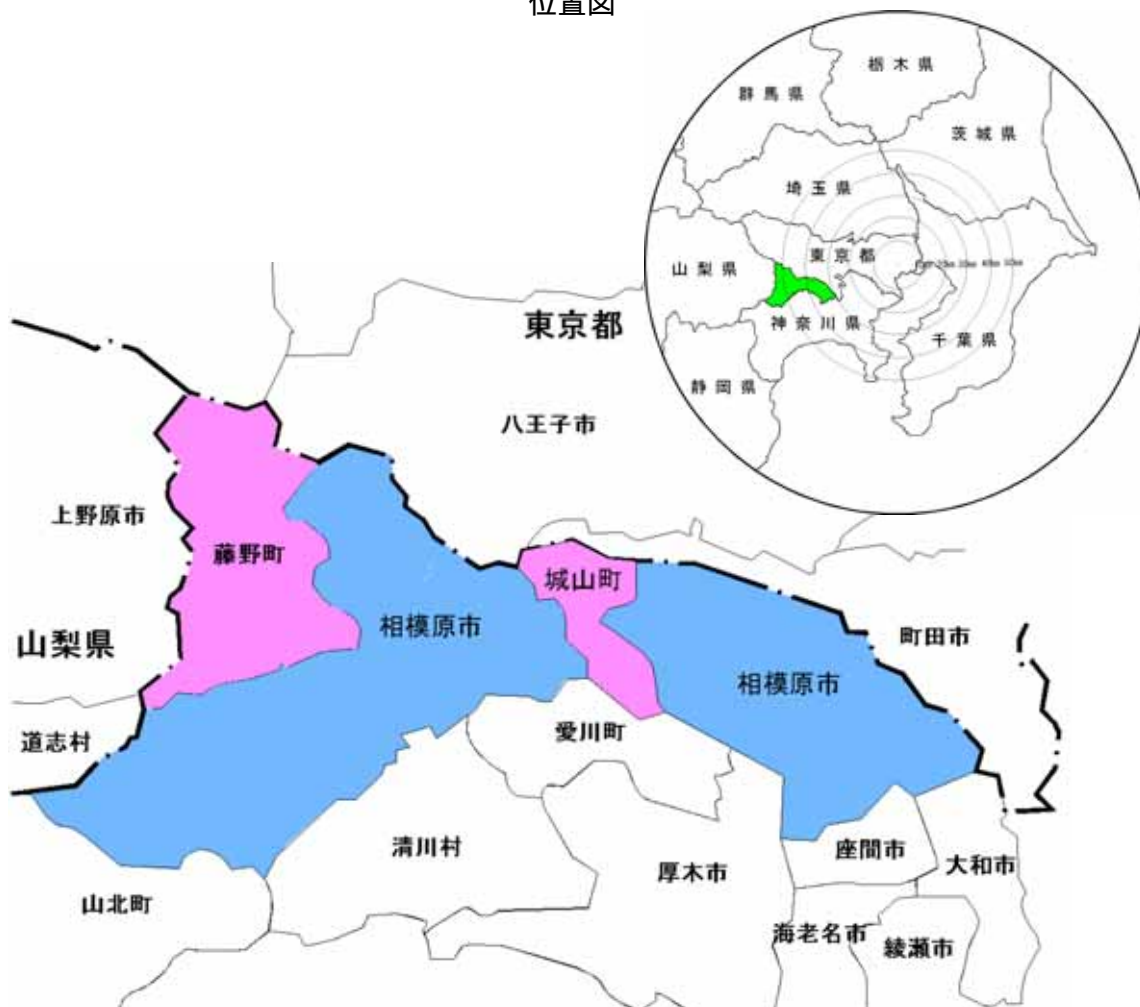 位置図
栃木県
群馬県
茨城県
埼玉県
東京都
山梨県
神奈川県
千葉県
静岡県
東京都
八王子市
上野原市
藤野町
城山町
相模原市
町田市
山梨県
相模原市
道志村
愛川町
清川村
座間市
厚木市
大和市
山北町
海老名市
綾瀬市